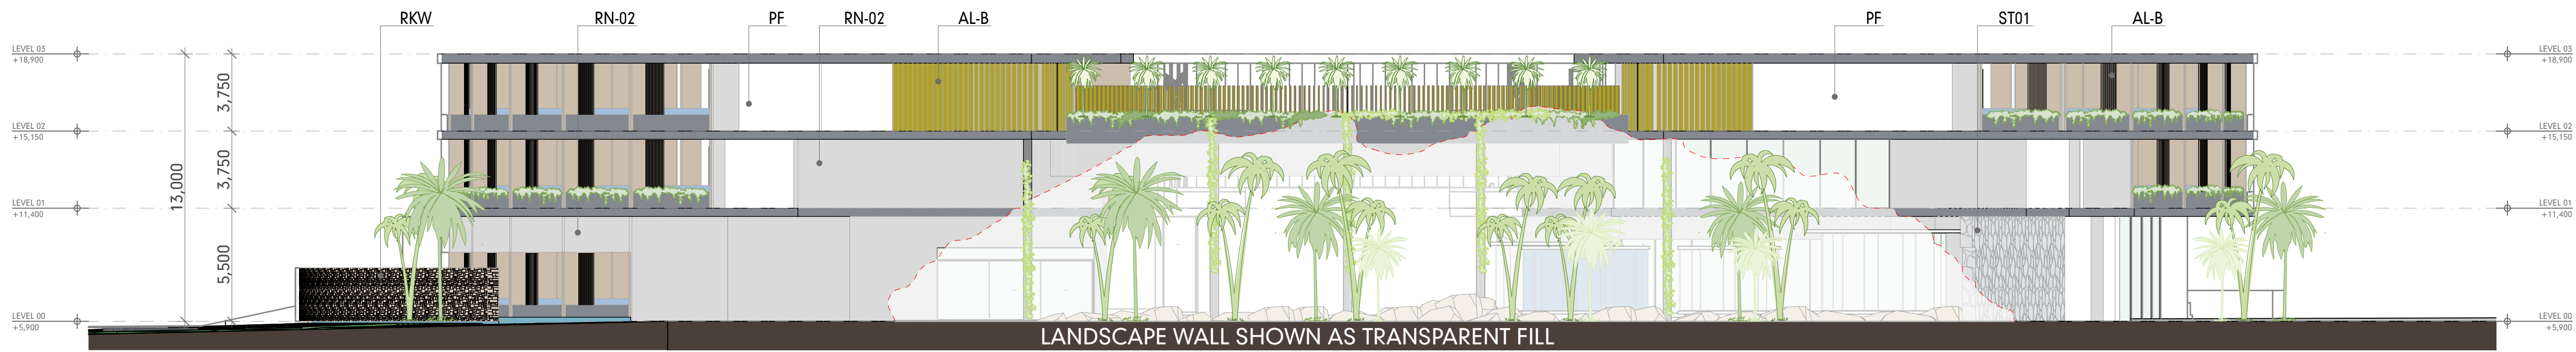 RKW
RN-02
PF
RN-02
AL-B
PF
ST01
AL-B
LEVEL 03
+18,900
LEVEL 03
+18,900
3,750
LEVEL 02
+15,150
LEVEL 02
+15,150
13,000
3,750
LEVEL 01
+11,400
LEVEL 01
+11,400
5,500
LEVEL 00
+5,900
LEVEL 00
+5,900
LANDSCAPE WALL SHOWN AS TRANSPARENT FILL